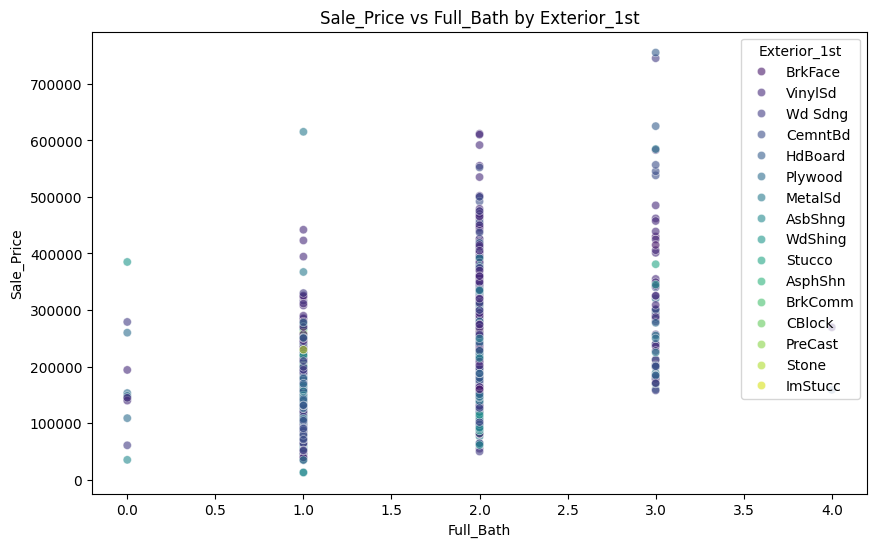 Sale_Price vs Full_Bath by Exterior_1st
Sale_Price
700000
600000
500000
400000
300000
200000
100000
0
0.0
0.5
1.0
1.5
2.0
2.5
3.0
3.5
4.0
Full_Bath
Exterior_1st
BrkFace
VinylSd
Wd Sdng
CemntBd
HdBoard
Plywood
MetalSd
AsbShng
WdShing
Stucco
AsphShn
BrkComm
CBlock
PreCast
Stone
ImStucc